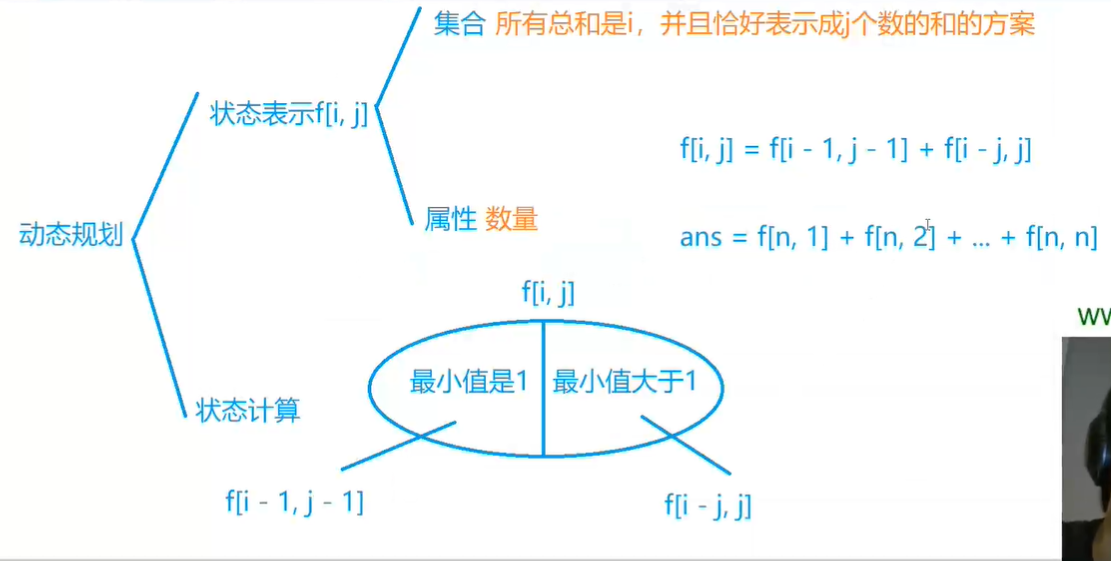 集合 所有总和是i，并且恰好表示成j个数的和的方案
状态表示f[i, j]
f[i, j] = f[i - 1, j - 1] + f[i - j, j]
属性 数量
动态规划
ans = f[n, 1] + f[n, 2] + ... + f[n, n]
f[i, j]
最小值是1 最小值大于1
状态计算
f[i - 1, j - 1]
f[i - j, j]